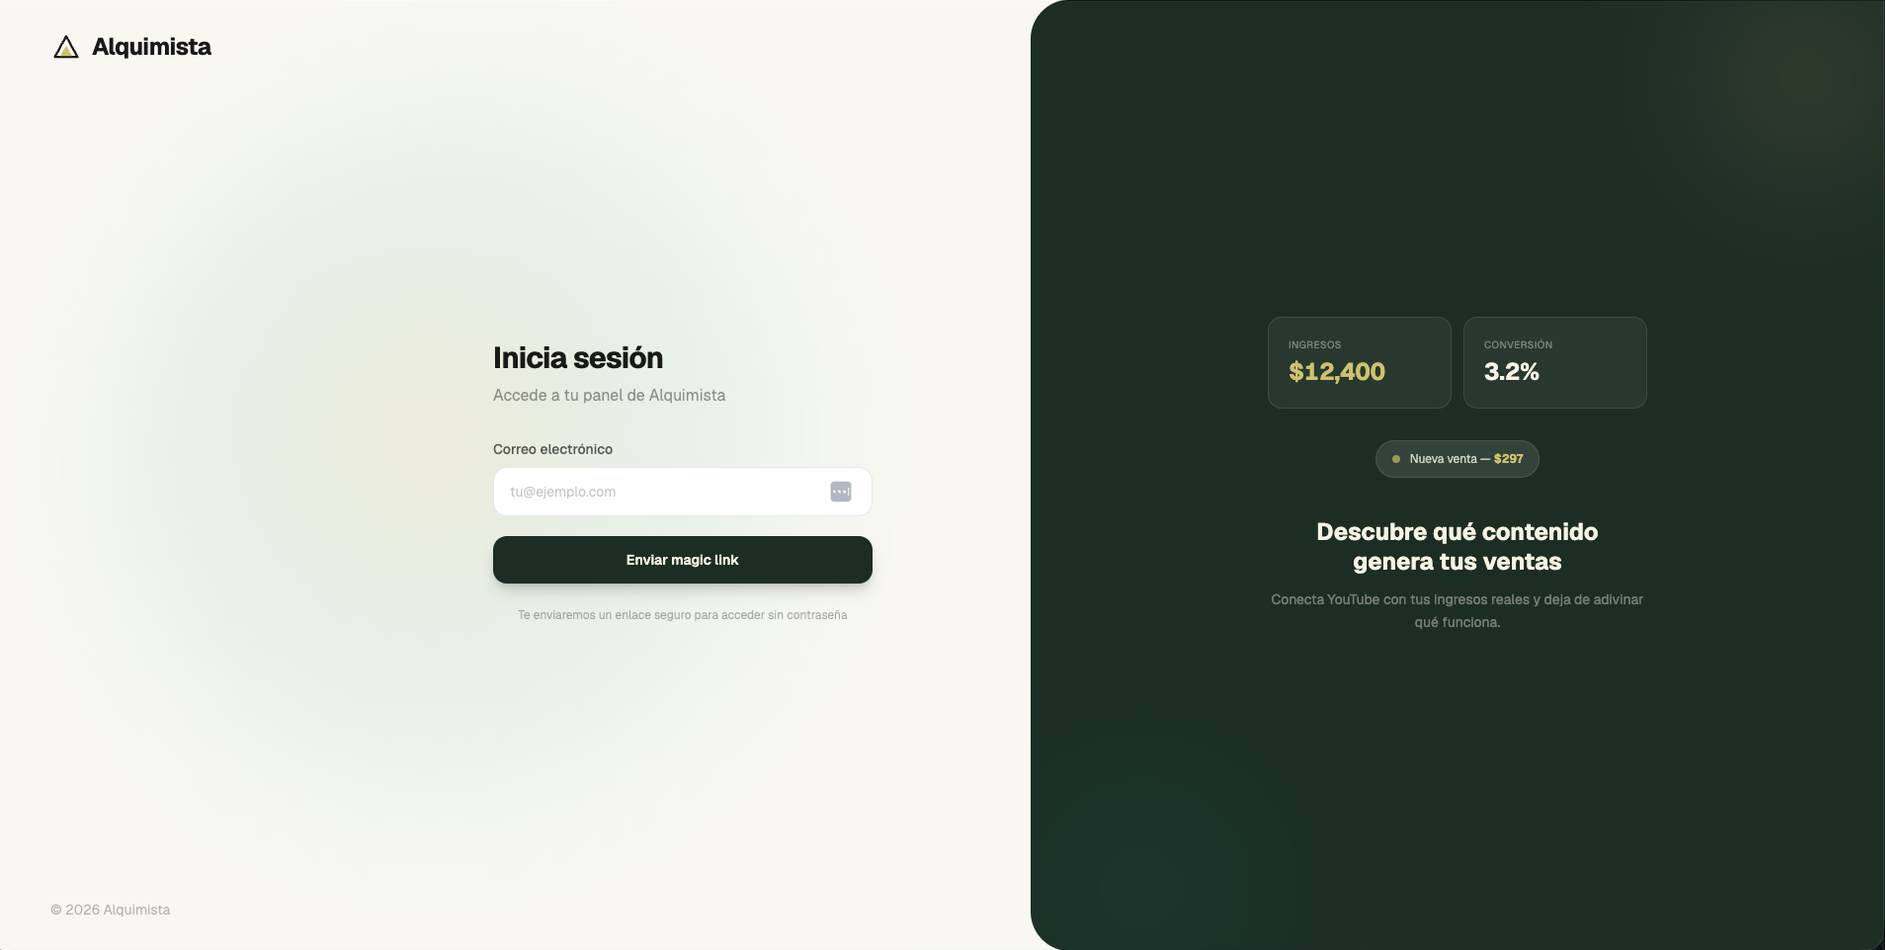 Alquimista
Inicia sesión
Accede a tu panel de Alquimista
Correo electrónico
tu@ejemplo.com
Enviar magic link
Te enviaremos un enlace seguro para acceder sin contraseña
© 2026 Alquimista
INGRESOS
$12,400
CONVERSIÓN
3.2%
Nueva venta — $297
Descubre qué contenido
genera tus ventas
Conecta YouTube con tus ingresos reales y deja de adivinar
qué funciona.